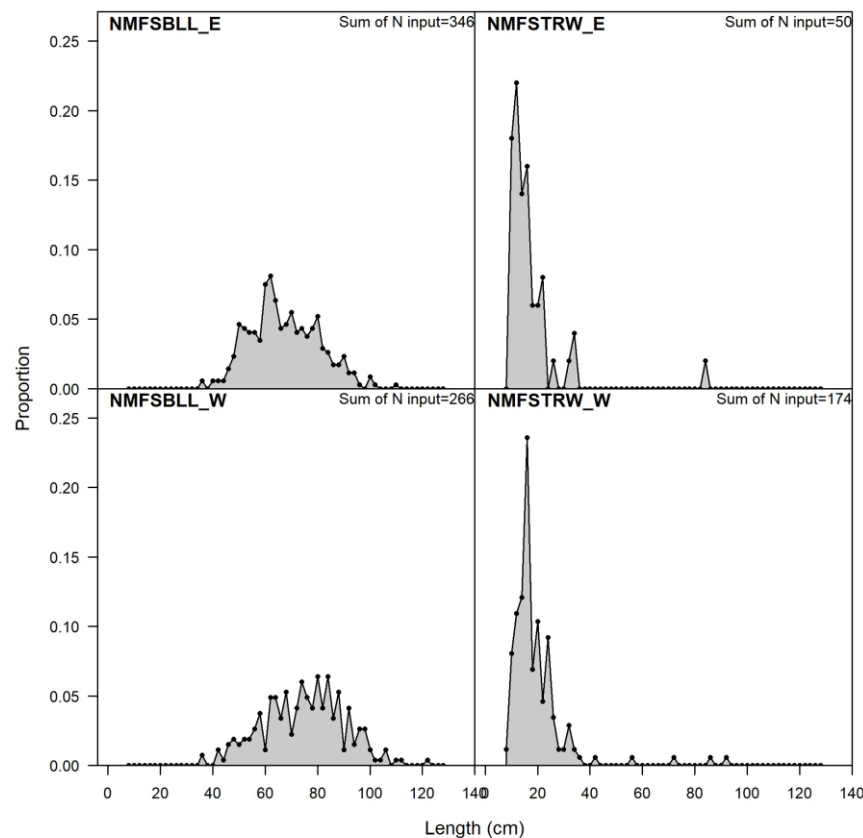 NMFSBLL_E Sum of N input=346
NMFSTRW_E Sum of N input=50
0.25
0.20
0.15
0.10
0.05
0.00
NMFSBLL_W Sum of N input=266
NMFSTRW_W Sum of N input=174
0.25
0.20
0.15
0.10
0.05
0.00
Proportion
0 20 40 60 80 100 120 140
0 20 40 60 80 100 120 140
Length (cm)